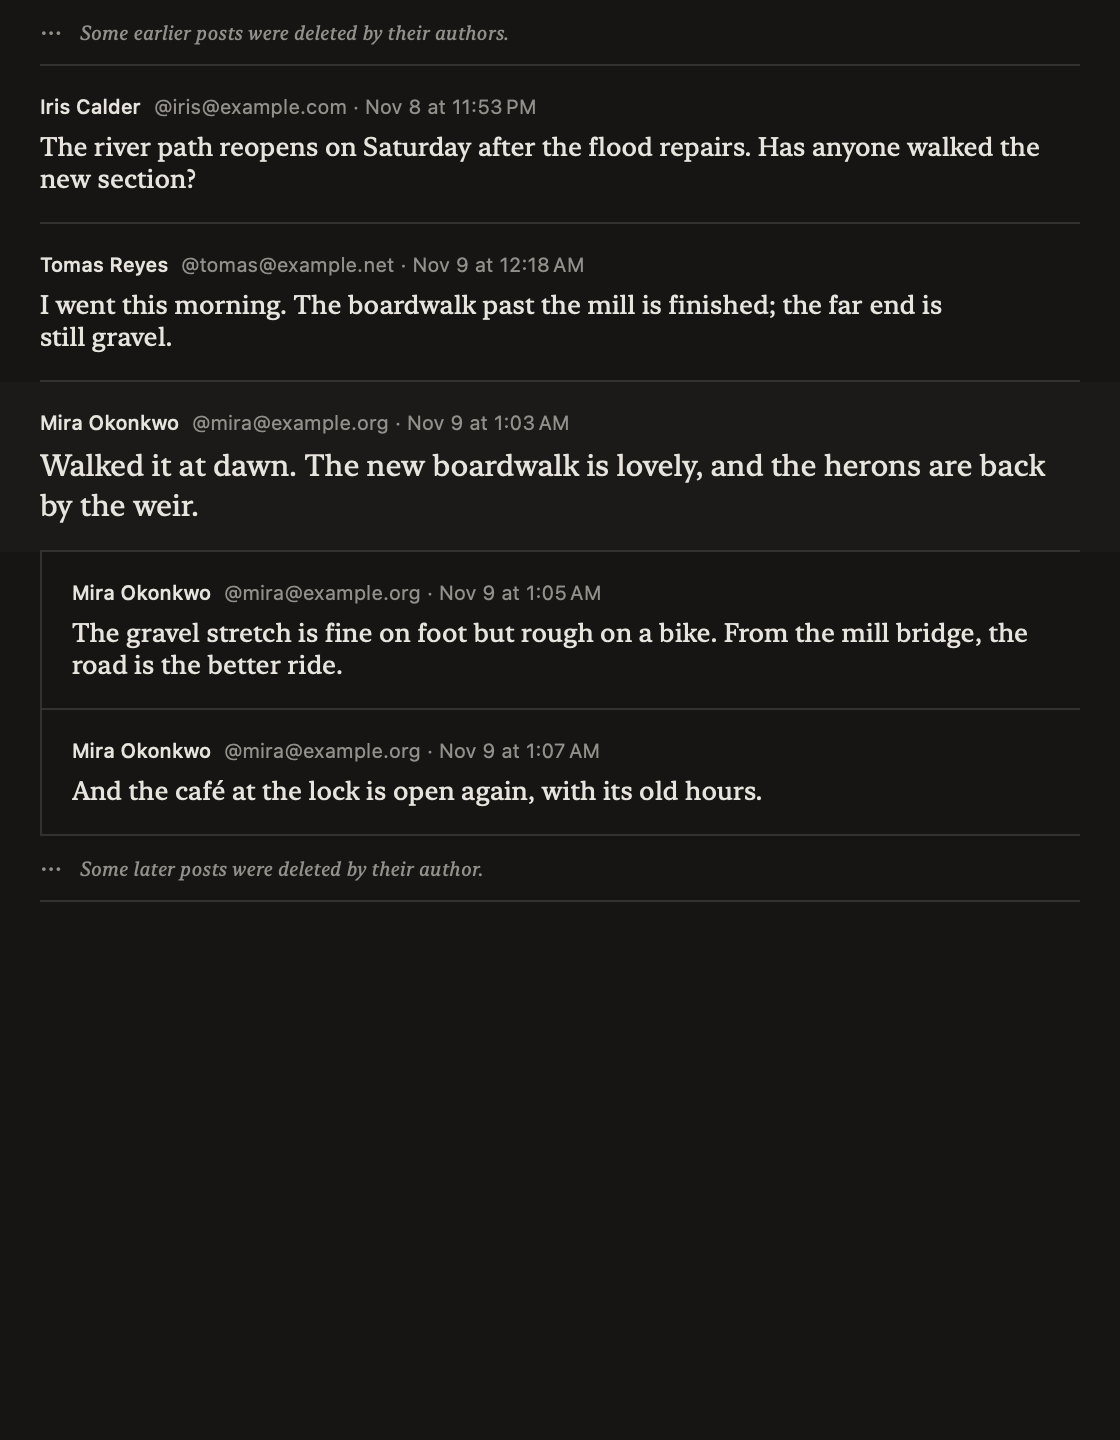 ··· Some earlier posts were deleted by their authors.
Iris Calder @iris@example.com · Nov 8 at 11:53 PM
The river path reopens on Saturday after the flood repairs. Has anyone walked the
new section?
Tomas Reyes @tomas@example.net · Nov 9 at 12:18 AM
I went this morning. The boardwalk past the mill is finished; the far end is
still gravel.
Mira Okonkwo @mira@example.org · Nov 9 at 1:03 AM
Walked it at dawn. The new boardwalk is lovely, and the herons are back
by the weir.
Mira Okonkwo @mira@example.org · Nov 9 at 1:05 AM
The gravel stretch is fine on foot but rough on a bike. From the mill bridge, the
road is the better ride.
Mira Okonkwo @mira@example.org · Nov 9 at 1:07 AM
And the café at the lock is open again, with its old hours.
··· Some later posts were deleted by their author.